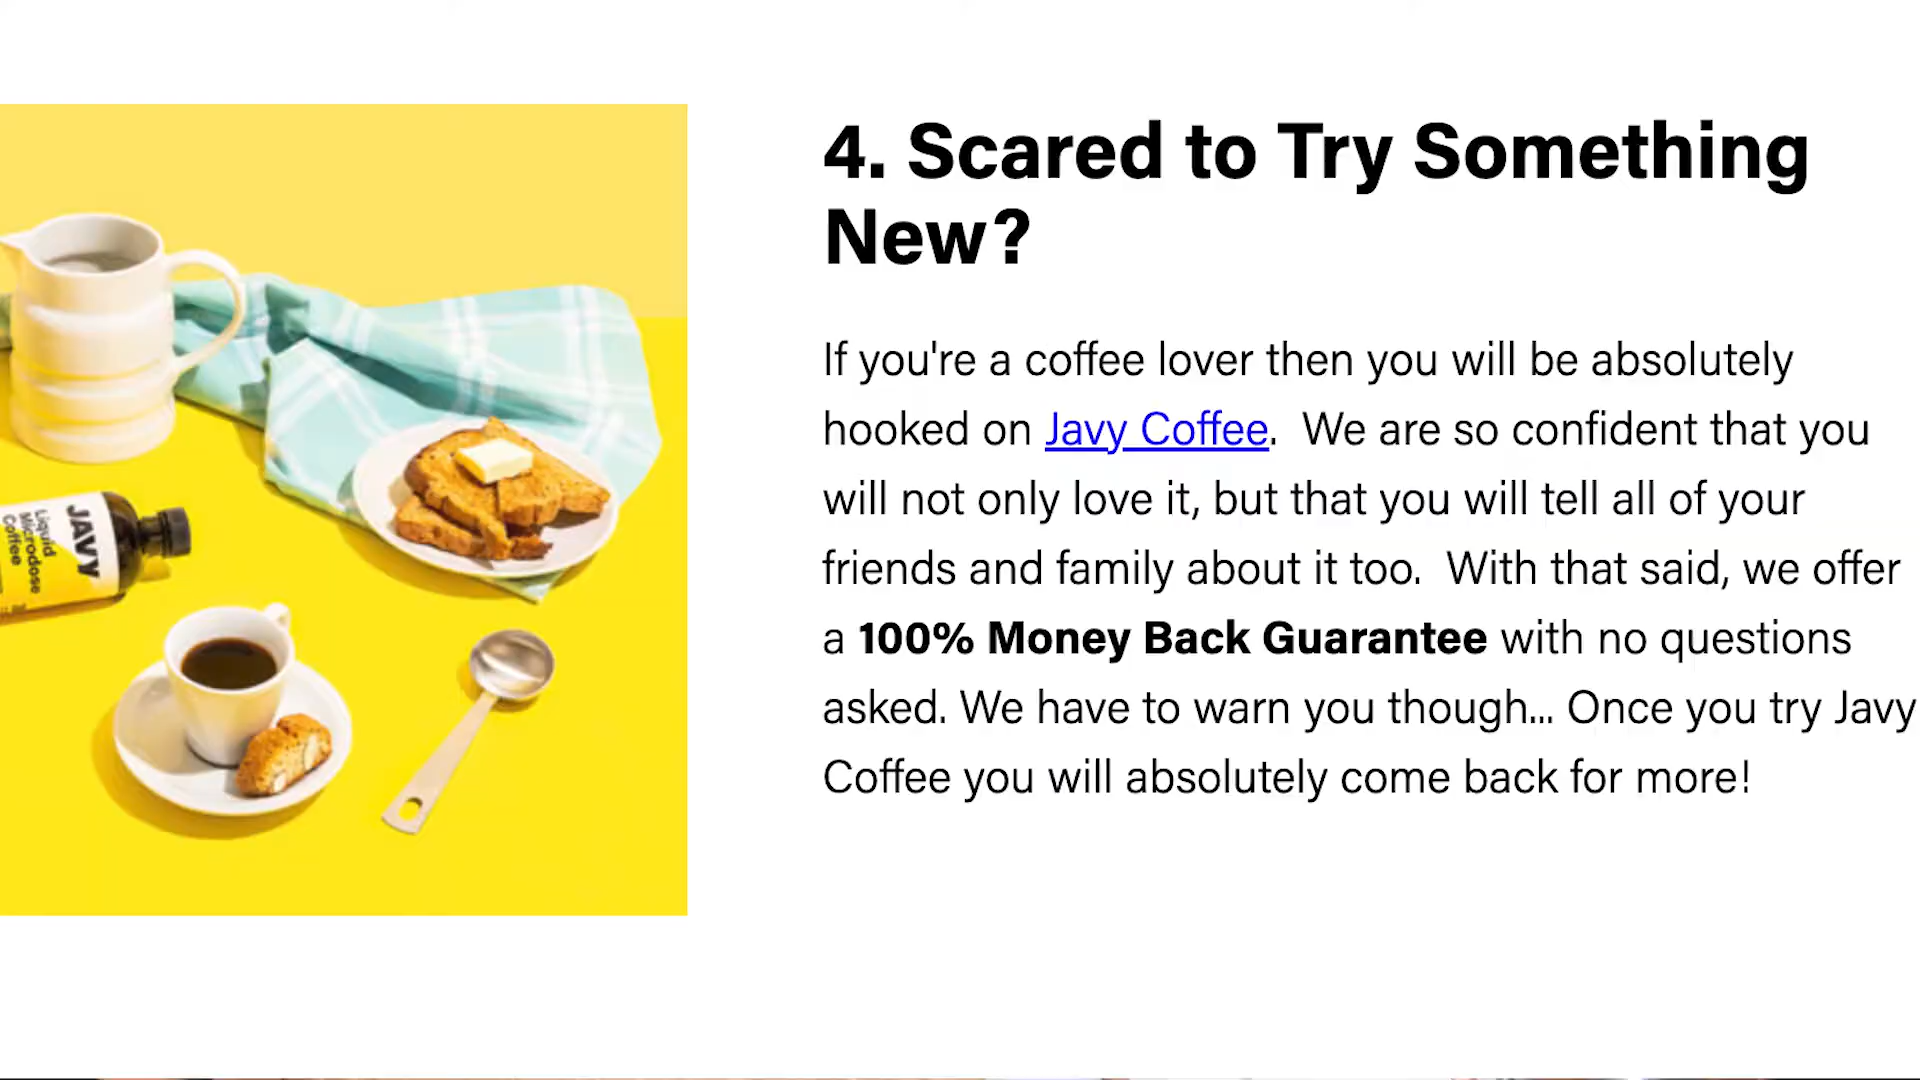 4. Scared to Try Something
New?
If you're a coffee lover then you will be absolutely
hooked on Javy Coffee.  We are so confident that you
will not only love it, but that you will tell all of your
friends and family about it too.  With that said, we offer
a 100% Money Back Guarantee with no questions
asked. We have to warn you though... Once you try Javy
Coffee you will absolutely come back for more!
JAVY
Liquid
Microdose
Coffee